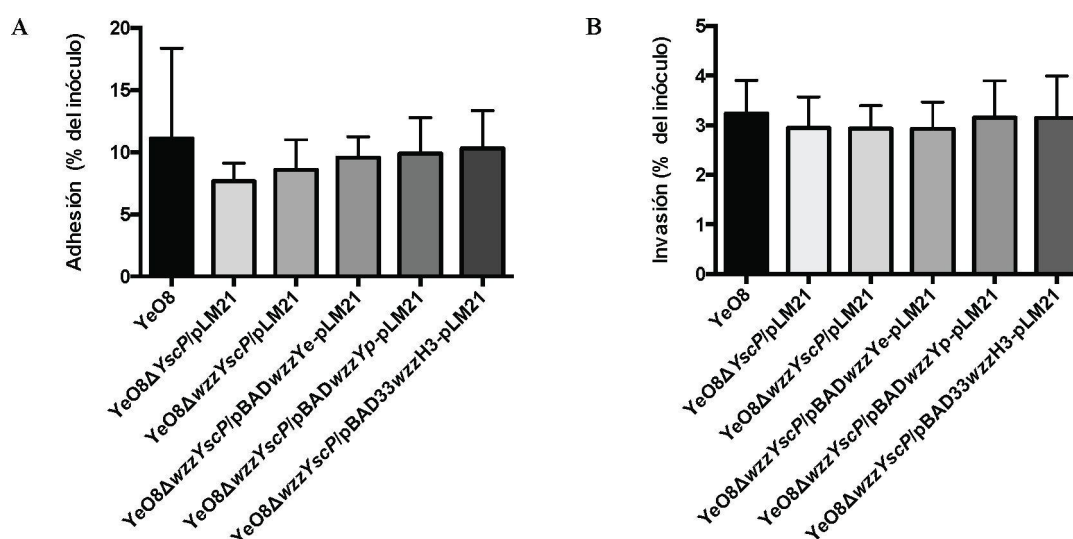 A
Adhesión (% del inóculo)
20
15
10
5
0
YeO8
YeO8ΔYscP/pLM21
YeO8ΔwzzYscP/pLM21
YeO8ΔwzzYscP/pBADwzzYe-pLM21
YeO8ΔwzzYscP/pBADwzzYp-pLM21
YeO8ΔwzzYscP/pBAD33wzzH3-pLM21
B
Invasión (% del inóculo)
5
4
3
2
1
0
YeO8
YeO8ΔYscP/pLM21
YeO8ΔwzzYscP/pLM21
YeO8ΔwzzYscP/pBADwzzYe-pLM21
YeO8ΔwzzYscP/pBADwzzYp-pLM21
YeO8ΔwzzYscP/pBAD33wzzH3-pLM21